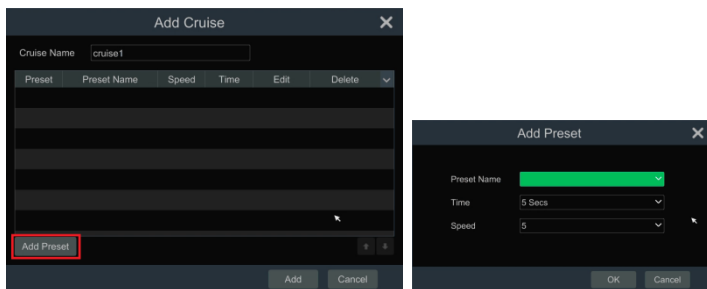 Add Cruise
Cruise Name cruise1
Preset Preset Name Speed Time Edit Delete
Add Preset
Add Cancel
Add Preset
Preset Name
Time 5 Secs
Speed 5
OK Cancel